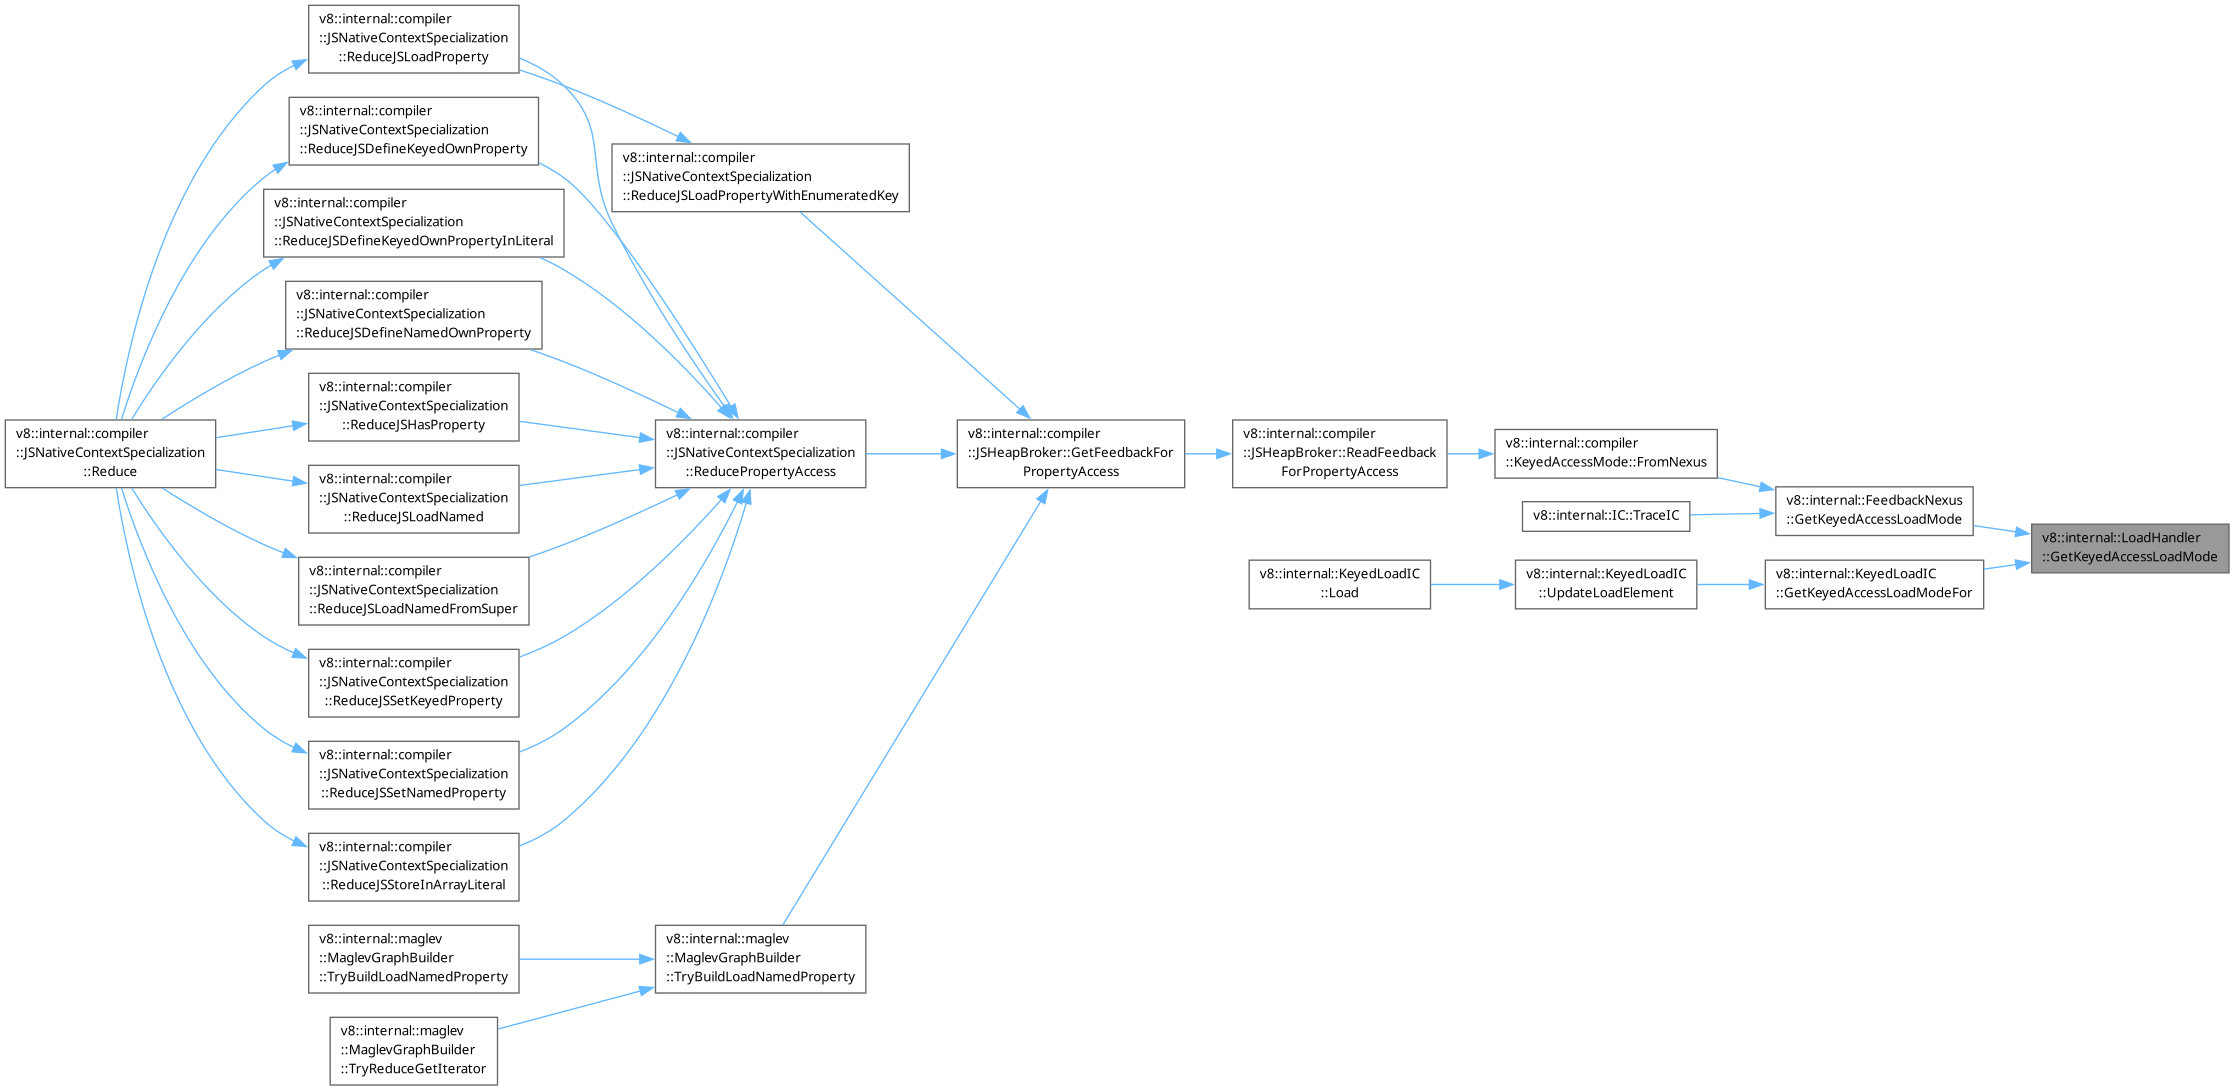 v8::internal::compiler
::JSNativeContextSpecialization
::ReduceJSLoadProperty
v8::internal::compiler
::JSNativeContextSpecialization
::ReduceJSDefineKeyedOwnProperty
v8::internal::compiler
::JSNativeContextSpecialization
::ReduceJSLoadPropertyWithEnumeratedKey
v8::internal::compiler
::JSNativeContextSpecialization
::ReduceJSDefineKeyedOwnPropertyInLiteral
v8::internal::compiler
::JSNativeContextSpecialization
::ReduceJSDefineNamedOwnProperty
v8::internal::compiler
::JSNativeContextSpecialization
::ReduceJSHasProperty
v8::internal::compiler
::JSNativeContextSpecialization
::Reduce
v8::internal::compiler
::JSNativeContextSpecialization
::ReducePropertyAccess
v8::internal::compiler
::JSHeapBroker::GetFeedbackFor
PropertyAccess
v8::internal::compiler
::JSHeapBroker::ReadFeedback
ForPropertyAccess
v8::internal::compiler
::KeyedAccessMode::FromNexus
v8::internal::compiler
::JSNativeContextSpecialization
::ReduceJSLoadNamed
v8::internal::IC::TraceIC
v8::internal::FeedbackNexus
::GetKeyedAccessLoadMode
v8::internal::LoadHandler
::GetKeyedAccessLoadMode
v8::internal::compiler
::JSNativeContextSpecialization
::ReduceJSLoadNamedFromSuper
v8::internal::KeyedLoadIC
::Load
v8::internal::KeyedLoadIC
::UpdateLoadElement
v8::internal::KeyedLoadIC
::GetKeyedAccessLoadModeFor
v8::internal::compiler
::JSNativeContextSpecialization
::ReduceJSSetKeyedProperty
v8::internal::compiler
::JSNativeContextSpecialization
::ReduceJSSetNamedProperty
v8::internal::compiler
::JSNativeContextSpecialization
::ReduceJSStoreInArrayLiteral
v8::internal::maglev
::MaglevGraphBuilder
::TryBuildLoadNamedProperty
v8::internal::maglev
::MaglevGraphBuilder
::TryBuildLoadNamedProperty
v8::internal::maglev
::MaglevGraphBuilder
::TryReduceGetIterator